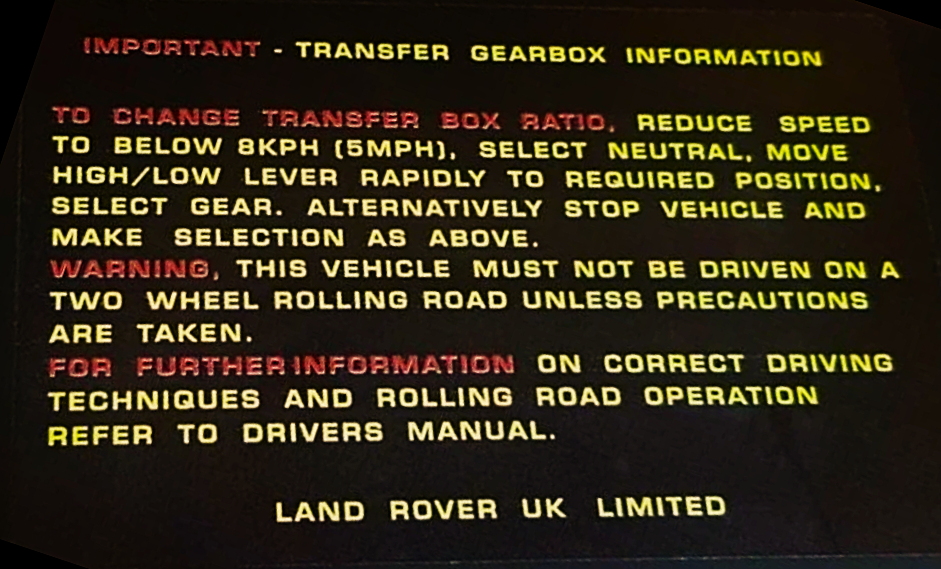 IMPORTANT - TRANSFER GEARBOX INFORMATION
TO CHANGE TRANSFER BOX RATIO, REDUCE SPEED
TO BELOW 8KPH (5MPH), SELECT NEUTRAL, MOVE
HIGH/LOW LEVER RAPIDLY TO REQUIRED POSITION,
SELECT GEAR. ALTERNATIVELY STOP VEHICLE AND
MAKE SELECTION AS ABOVE.
WARNING, THIS VEHICLE MUST NOT BE DRIVEN ON A
TWO WHEEL ROLLING ROAD UNLESS PRECAUTIONS
ARE TAKEN.
FOR FURTHER INFORMATION ON CORRECT DRIVING
TECHNIQUES AND ROLLING ROAD OPERATION
REFER TO DRIVERS MANUAL.
LAND ROVER UK LIMITED